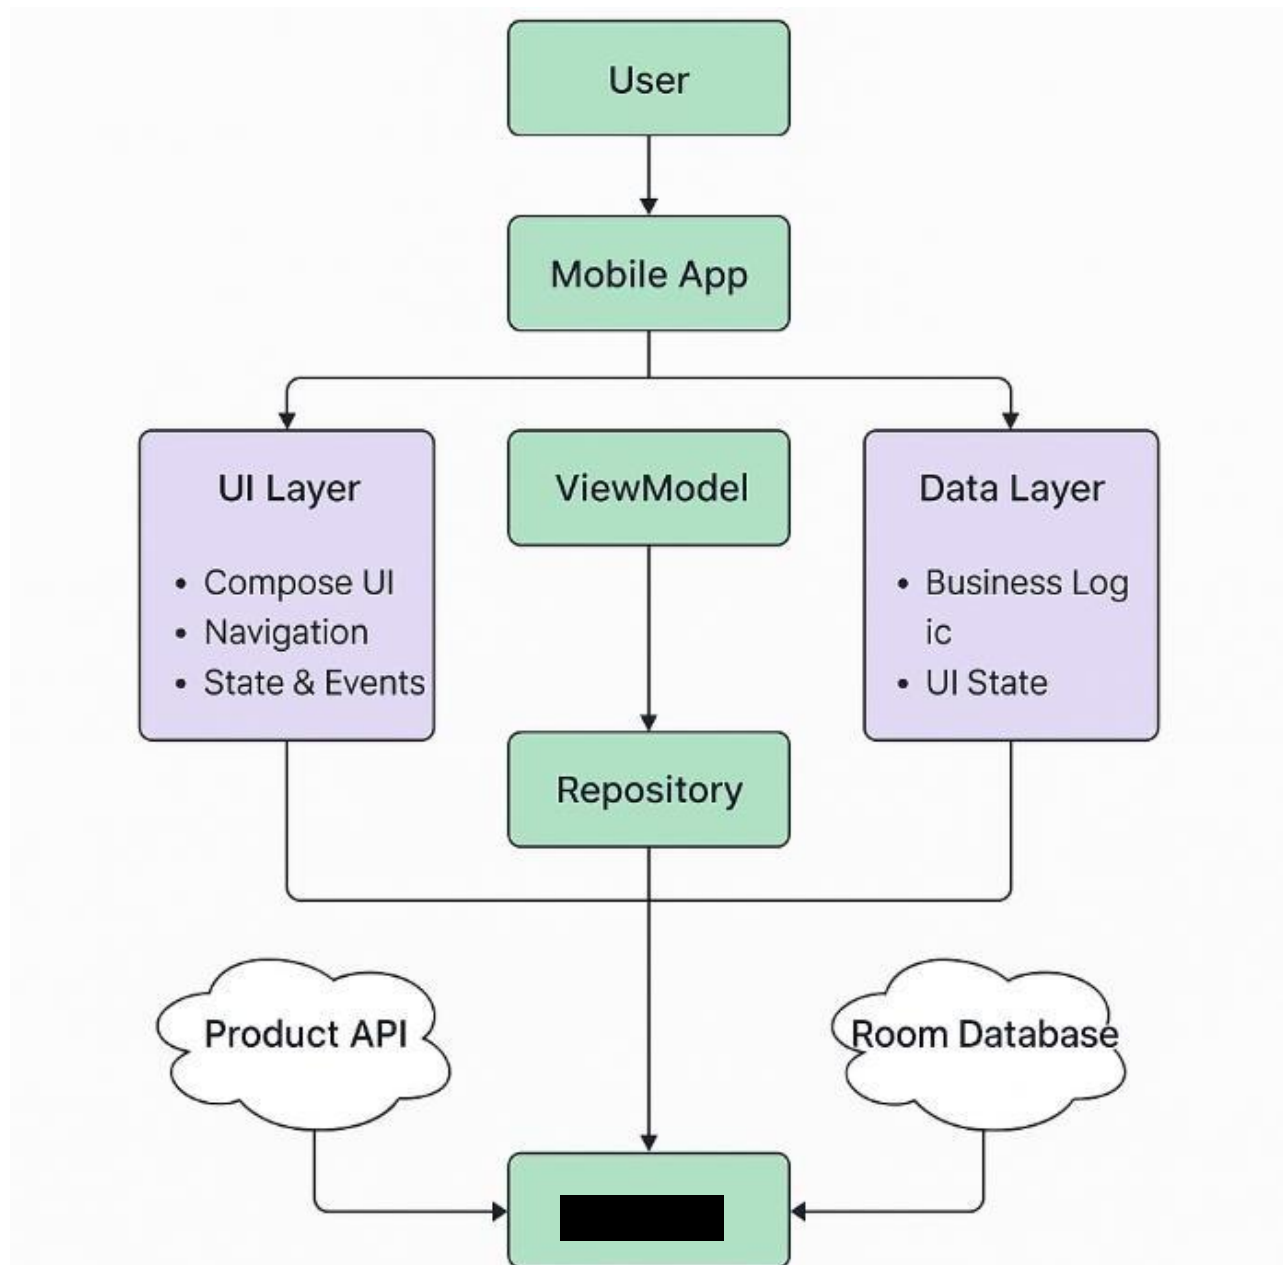 User
Mobile App
UI Layer
• Compose UI
• Navigation
• State & Events
ViewModel
Data Layer
• Business Log
ic
• UI State
Repository
Product API
Room Database